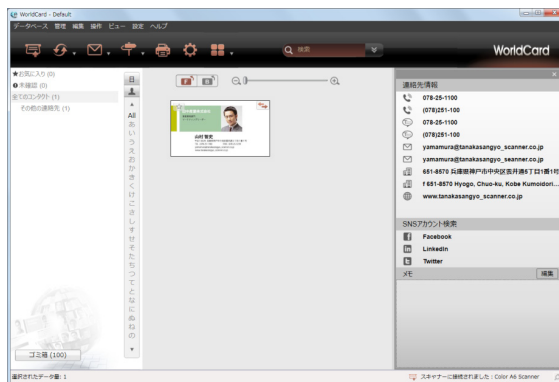 WorldCard - Default
データベース 管理 編集 操作 ビュー 設定 ヘルプ
検索
WorldCard
★お気に入り (0)
未確認 (0)
全てのコンタクト (1)
その他の連絡先 (1)
日
All
あ
い
う
え
お
か
き
く
け
こ
さ
し
す
せ
そ
た
ち
つ
て
と
な
に
ぬ
ね
の
ゴミ箱 (100)
F
B
山村 智史
連絡先情報
078-25-1100
(078)251-100
078-25-1100
(078)251-100
yamamura@tanakasangyo_scanner.co.jp
yamamura@tanakasangyo_seanner.co.jp
651-8570 兵庫県神戸市中央区雲井通5丁目1番1号
f 651-8570 Hyogo, Chuo-ku, Kobe Kumoidori...
www.tanakasangyo_scanner.co.jp
SNSアカウント検索
Facebook
LinkedIn
Twitter
メモ
編集
選択されたデータ量: 1
スキャナーに接続されました : Color A6 Scanner